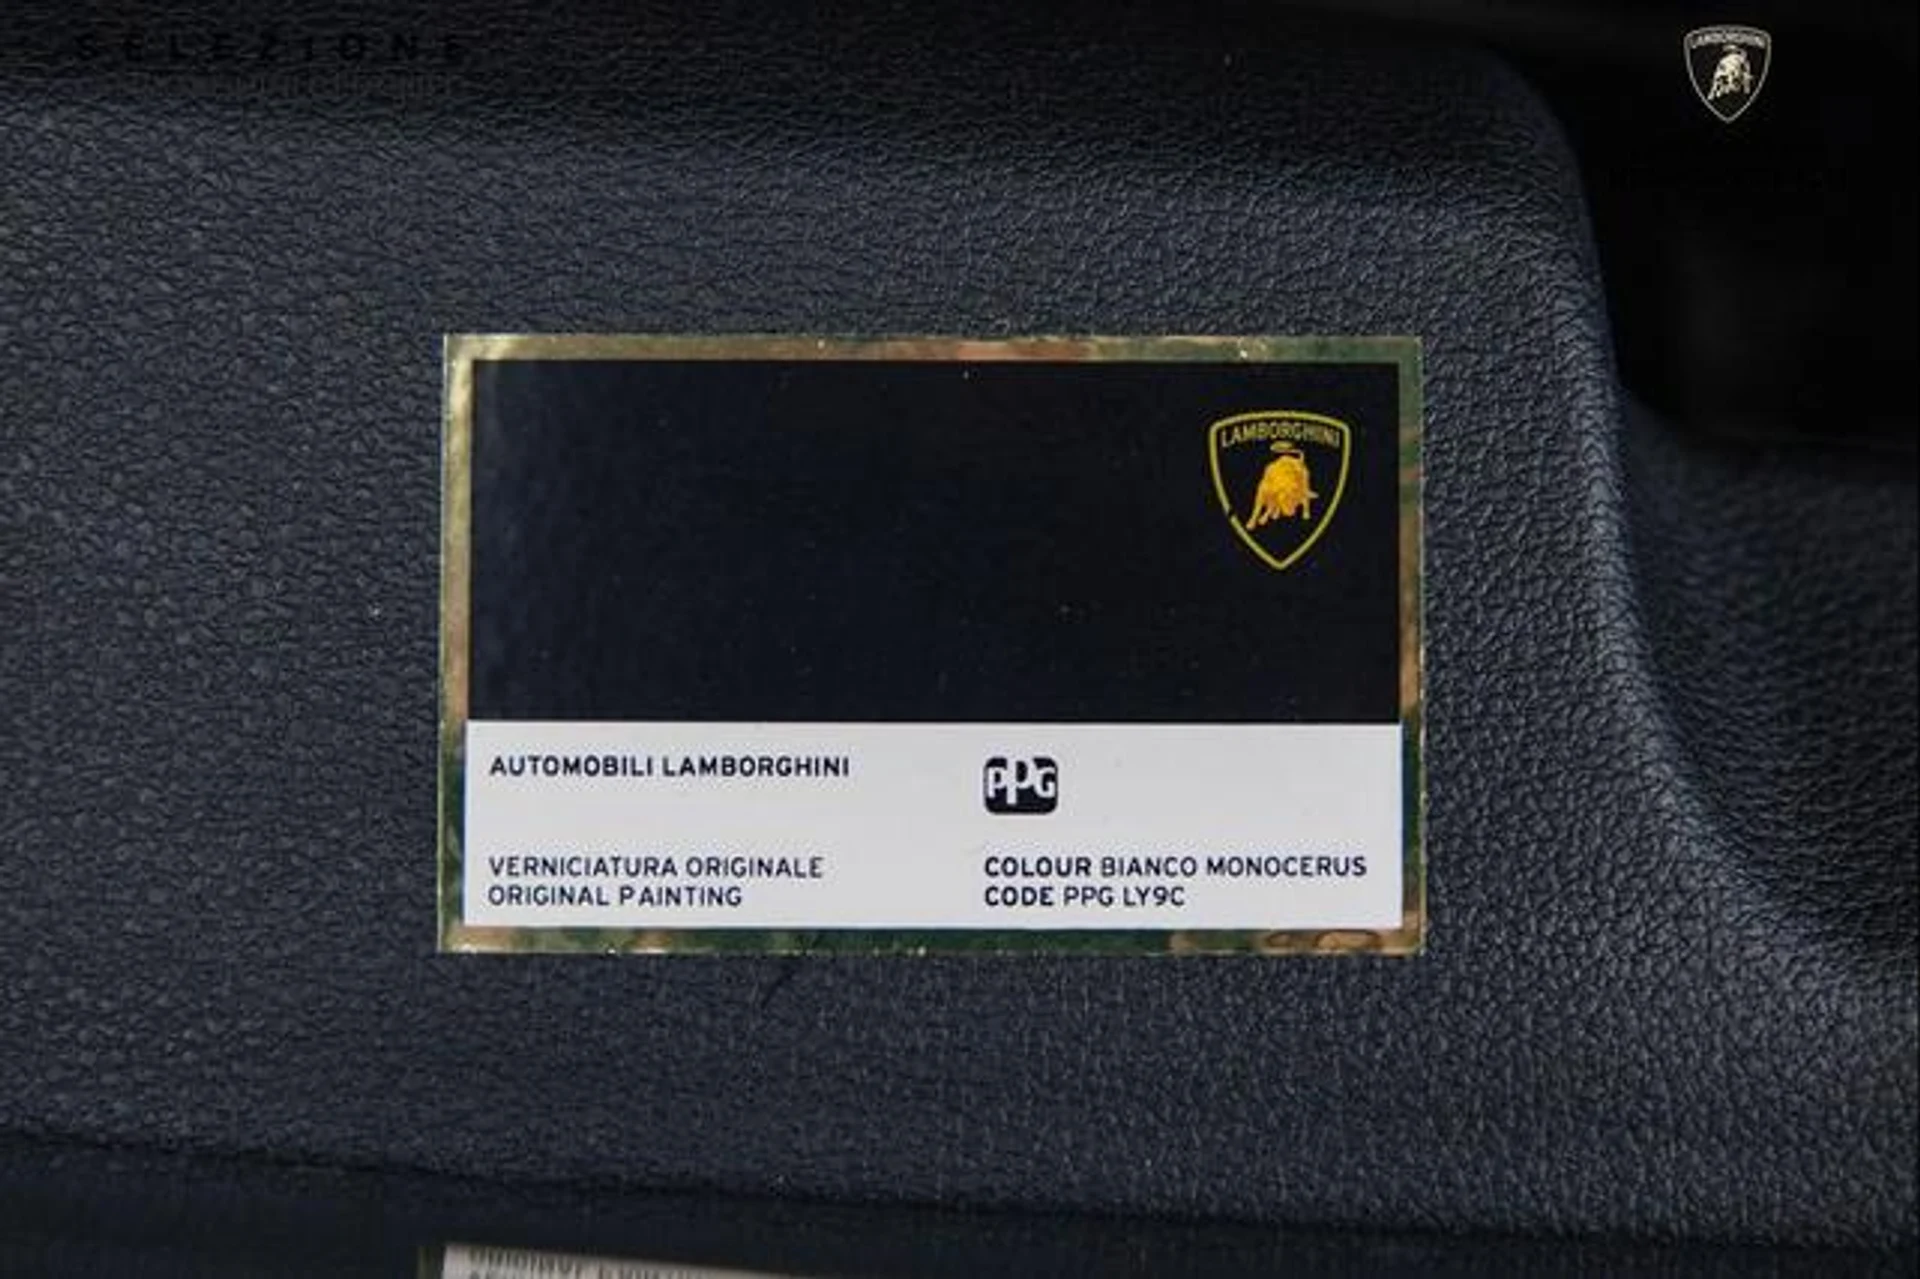 SELEZIONE
LAMBORGHINI
LAMBORGHINI
AUTOMOBILI LAMBORGHINI
PPG
VERNICIATURA ORIGINALE
ORIGINAL PAINTING
COLOUR BIANCO MONOCERUS
CODE PPG LY9C